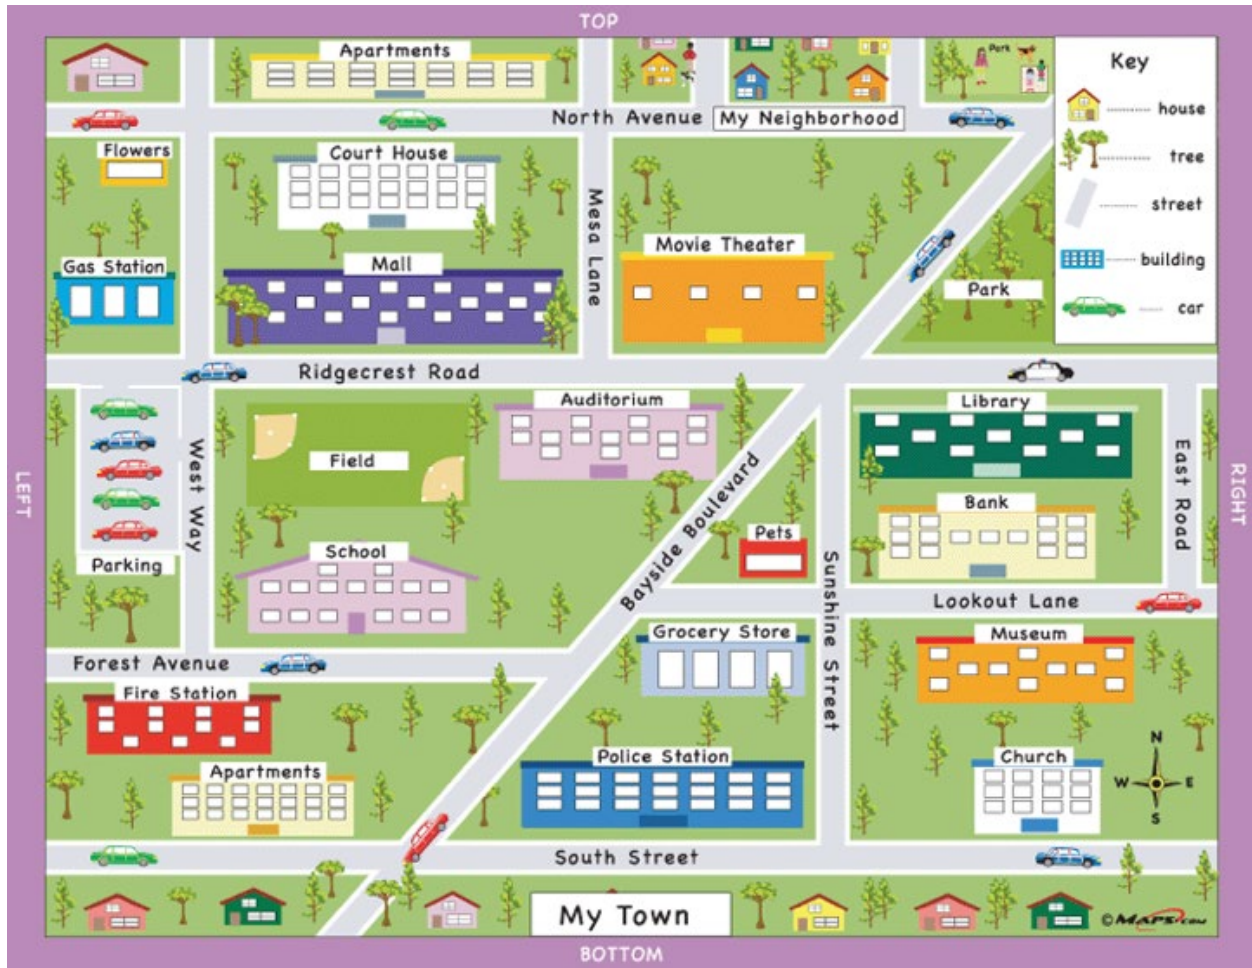 TOP
Apartments
Park
Key
house
North Avenue
My Neighborhood
Flowers
Court House
tree
Mesa Lane
street
Movie Theater
Gas Station
Mall
building
Park
car
Ridgecrest Road
Auditorium
Library
LEFT
West Way
Field
Bayside Boulevard
East Road
RIGHT
Bank
Pets
School
Parking
Sunshine Street
Lookout Lane
Grocery Store
Museum
Forest Avenue
Fire Station
N
Police Station
Church
Apartments
W
E
S
South Street
My Town
©MAPS.com
BOTTOM